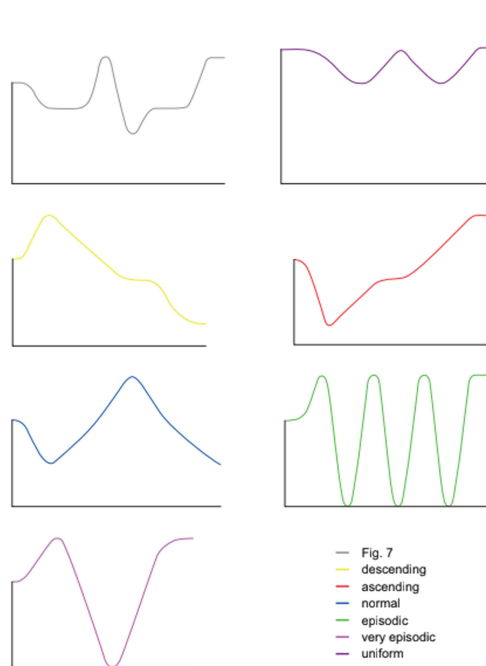 Fig. 7
descending
ascending
normal
episodic
very episodic
uniform